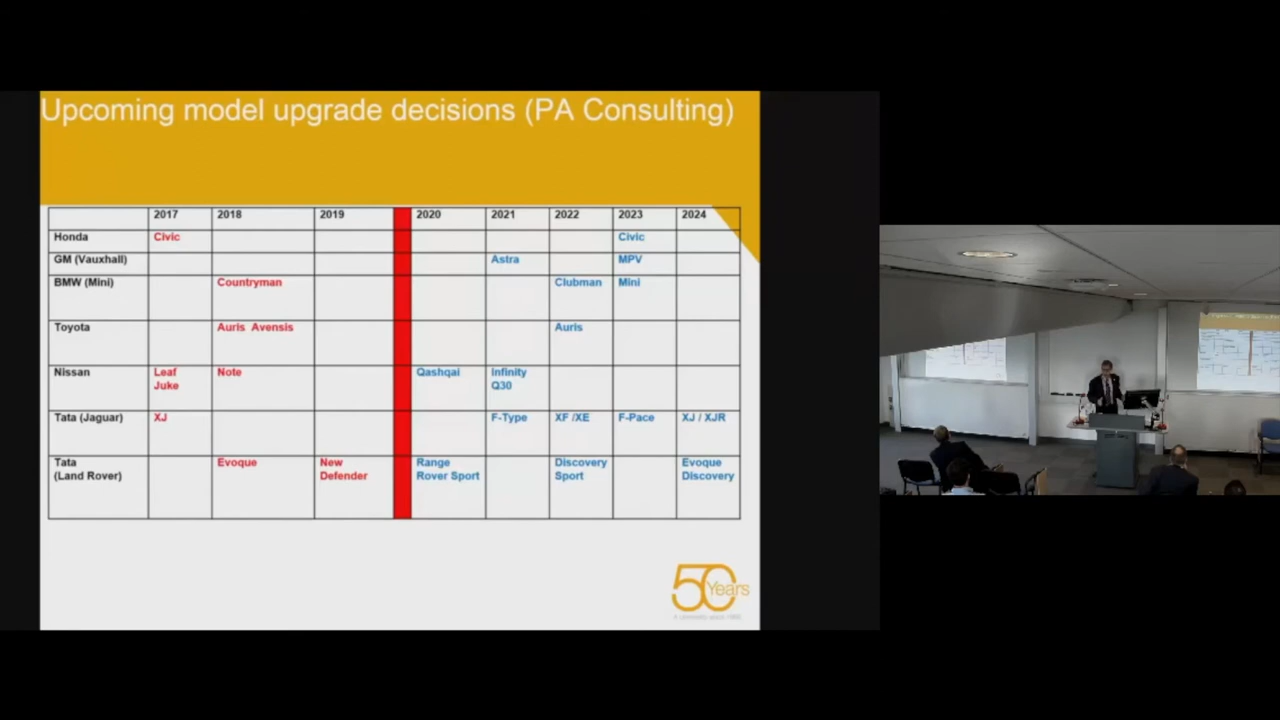 Upcoming model upgrade decisions (PA Consulting)
2017 2018 2019 2020 2021 2022 2023 2024
Honda Civic Civic
GM (Vauxhall) Astra MPV
BMW (Mini) Countryman Clubman Mini
Toyota Auris Avensis Auris
Nissan Leaf Note Qashqai Infinity
Juke Q30
Tata (Jaguar) XJ F-Type XF /XE F-Pace XJ / XJR
Tata Evoque New Range Discovery Evoque
(Land Rover) Defender Rover Sport Sport Discovery
50
Years